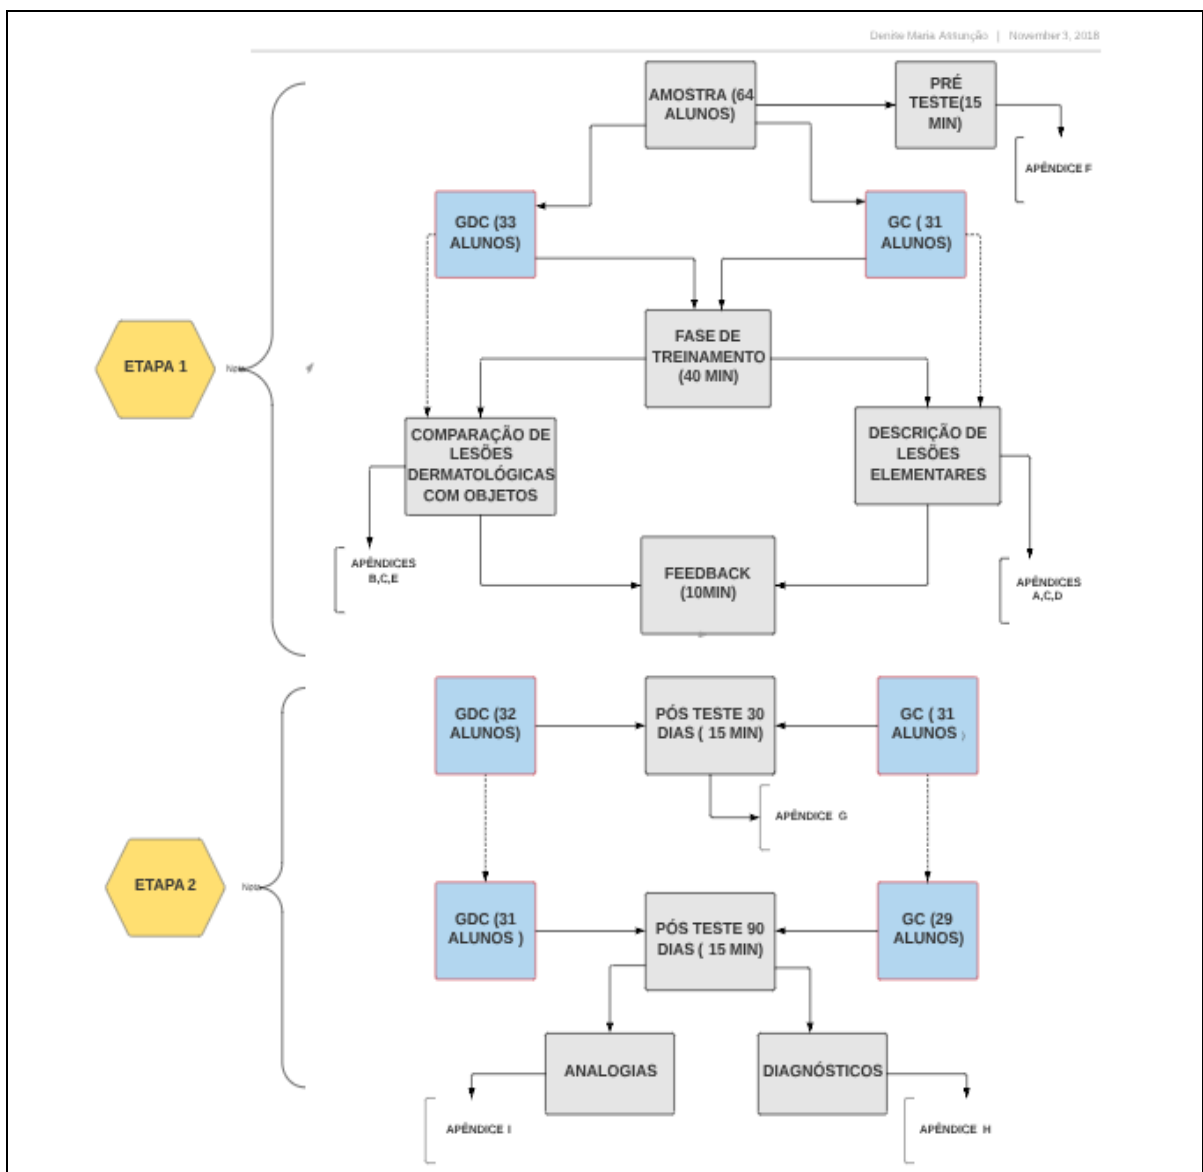 Denise Maria Assunção | November 3, 2018
AMOSTRA (64
ALUNOS)
PRÉ
TESTE(15
MIN)
APÊNDICE F
GDC (33
ALUNOS)
GC ( 31
ALUNOS)
ETAPA 1
Nota
FASE DE
TREINAMENTO
(40 MIN)
COMPARAÇÃO DE
LESÕES
DERMATOLÓGICAS
COM OBJETOS
DESCRIÇÃO DE
LESÕES
ELEMENTARES
APÊNDICES
B,C,E
FEEDBACK
(10MIN)
APÊNDICES
A,C,D
GDC (32
ALUNOS)
PÓS TESTE 30
DIAS ( 15 MIN)
GC ( 31
ALUNOS )
APÊNDICE G
ETAPA 2
Nota
GDC (31
ALUNOS )
PÓS TESTE 90
DIAS ( 15 MIN)
GC (29
ALUNOS)
ANALOGIAS
DIAGNÓSTICOS
APÊNDICE I
APÊNDICE H